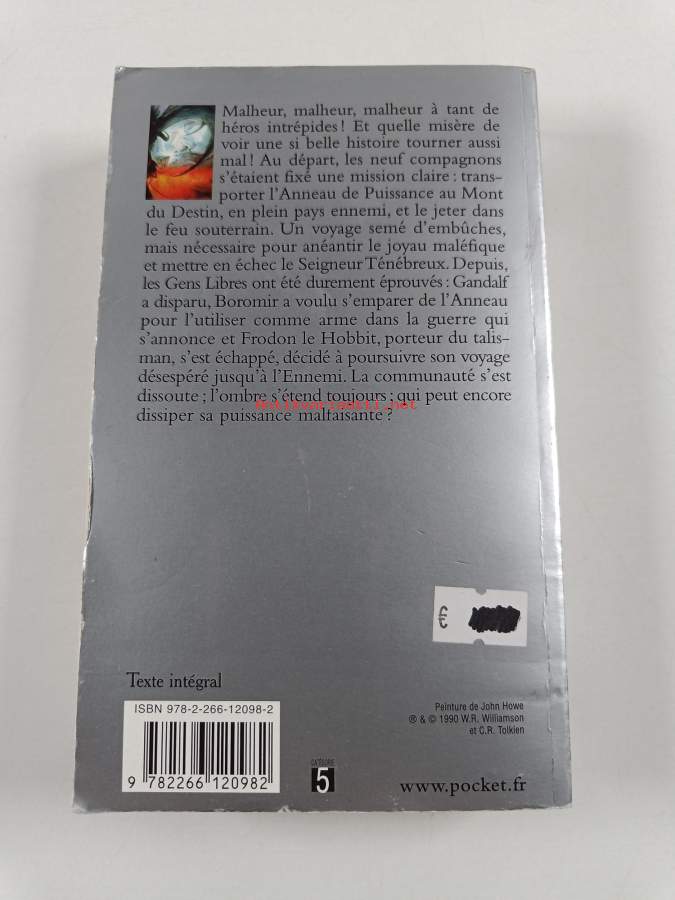 Malheur, malheur, malheur à tant de
héros intrépides ! Et quelle misère de
voir une si belle histoire tourner aussi
mal ! Au départ, les neuf compagnons
s'étaient fixé une mission claire : trans-
porter l'Anneau de Puissance au Mont
du Destin, en plein pays ennemi, et le jeter dans
le feu souterrain. Un voyage semé d'embûches,
mais nécessaire pour anéantir le joyau maléfique
et mettre en échec le Seigneur Ténébreux. Depuis,
les Gens Libres ont été durement éprouvés : Gandalf
a disparu, Boromir a voulu s'emparer de l'Anneau
pour l'utiliser comme arme dans la guerre qui
s'annonce et Frodon le Hobbit, porteur du talis-
man, s'est échappé, décidé à poursuivre son voyage
désespéré jusqu'à l'Ennemi. La communauté s'est
dissoute ; l'ombre s'étend toujours ; qui peut encore
Antikvariaatti.net
dissiper sa puissance malfaisante ?
€
Texte intégral
ISBN 978-2-266-12098-2
9 782266 120982
CATÉGORIE
5
Peinture de John Howe
® & © 1990 W.R. Williamson
et C.R. Tolkien
www.pocket.fr